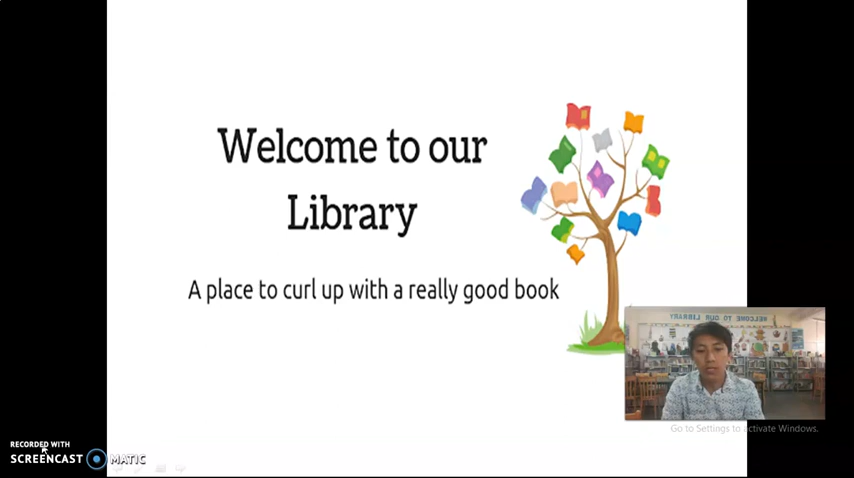 Welcome to our
Library
A place to curl up with a really good book
WELCOME TO OUR LIBRARY
Go to Settings to activate Windows.
RECORDED WITH
SCREENCAST MATIC